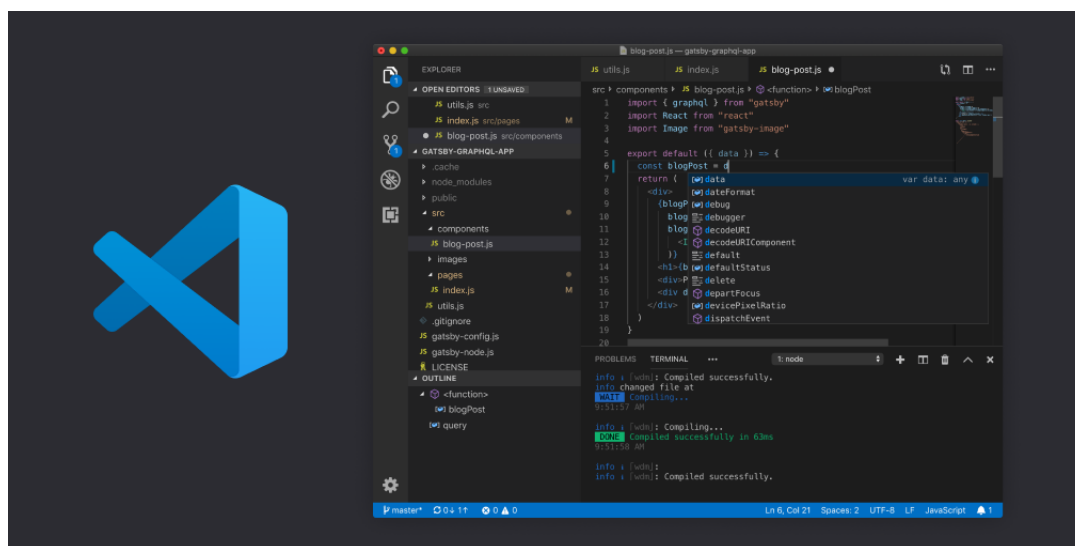 blog-post.js — gatsby-graphql-app
EXPLORER
OPEN EDITORS 1 UNSAVED
JS utils.js src
JS index.js src/pages M
JS blog-post.js src/components
GATSBY-GRAPHQL-APP
.cache
node_modules
public
src
components
JS blog-post.js
images
pages
JS index.js M
JS utils.js
.gitignore
JS gatsby-config.js
JS gatsby-node.js
LICENSE
OUTLINE
<function>
blogPost
query
1
1
JS utils.js JS index.js JS blog-post.js
src components JS blog-post.js <function> blogPost
1 import { graphql } from "gatsby"
2 import React from "react"
3 import Image from "gatsby-image"
4
5 export default ({ data }) => {
6 const blogPost = d
7 return ( data var data: any
8 <div> dateFormat
9 {blogP debug
10 blog debugger
11 blog decodeURI
12 <I decodeURIComponent
13 )} default
14 <h1>{b defaultStatus
15 <div>P delete
16 <div d departFocus
17 </div> devicePixelRatio
18 ) dispatchEvent
19 }
20
PROBLEMS TERMINAL ••• 1: node
info ℹ ｢wdm｣: Compiled successfully.
info changed file at
WAIT Compiling...
9:51:57 AM
info ℹ ｢wdm｣: Compiling...
DONE Compiled successfully in 63ms
9:51:58 AM
info ℹ ｢wdm｣:
info ℹ ｢wdm｣: Compiled successfully.
master* 0↓ 1↑ 0 0 Ln 6, Col 21 Spaces: 2 UTF-8 LF JavaScript 1